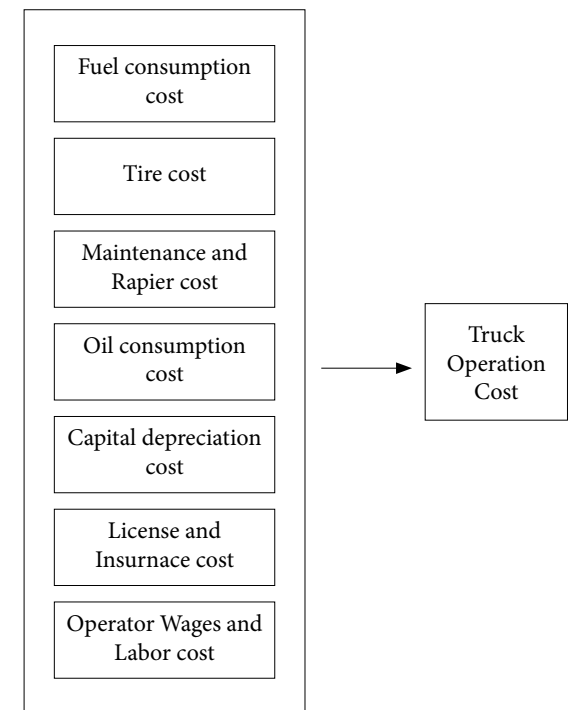 Fuel consumption
cost
Tire cost
Maintenance and
Rapier cost
Oil consumption
cost
Capital depreciation
cost
License and
Insurnace cost
Operator Wages and
Labor cost
Truck
Operation
Cost